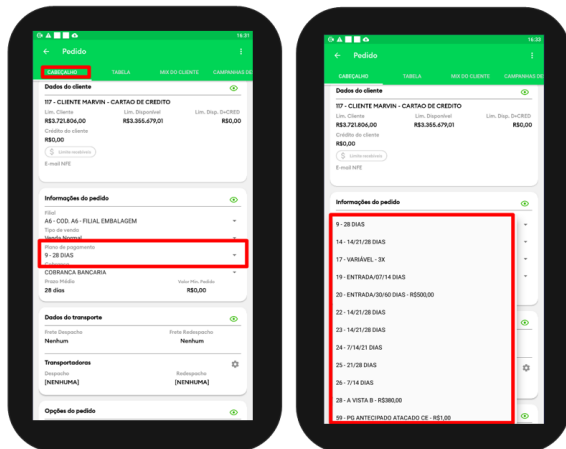 16:31
Pedido
CABEÇALHO TABELA MIX DO CLIENTE CAMPANHAS DE
Dados do cliente
117 - CLIENTE MARVIN - CARTAO DE CREDITO
Lim. Cliente Lim. Disponível Lim. Disp. D+CRED
R$3.721.806,00 R$3.355.679,01 R$0,00
Crédito do cliente
R$0,00
E-mail NFE
Informações do pedido
Filial
A6 - COD. A6 - FILIAL EMBALAGEM
Tipo de venda
Venda Normal
Plano de pagamento
9 - 28 DIAS
Cobrança
COBRANCA BANCARIA
Prazo Médio Valor Min. Pedido
28 dias R$0,00
Dados do transporte
Frete Despacho Frete Redespacho
Nenhum Nenhum
Transportadoras
Despacho Redespacho
[NENHUMA] [NENHUMA]
Opções do pedido
16:33
Pedido
CABEÇALHO TABELA MIX DO CLIENTE CAMPANHAS DE
Dados do cliente
117 - CLIENTE MARVIN - CARTAO DE CREDITO
Lim. Cliente Lim. Disponível Lim. Disp. D+CRED
R$3.721.806,00 R$3.355.679,01 R$0,00
Crédito do cliente
R$0,00
E-mail NFE
Informações do pedido
9 - 28 DIAS
14 - 14/21/28 DIAS
17 - VARIÁVEL - 3X
19 - ENTRADA/07/14 DIAS
20 - ENTRADA/30/60 DIAS - R$500,00
22 - 14/21/28 DIAS
23 - 14/21/28 DIAS
24 - 7/14/21 DIAS
25 - 21/28 DIAS
26 - 7/14 DIAS
28 - A VISTA B - R$380,00
59 - PG ANTECIPADO ATACADO CE - R$1,00